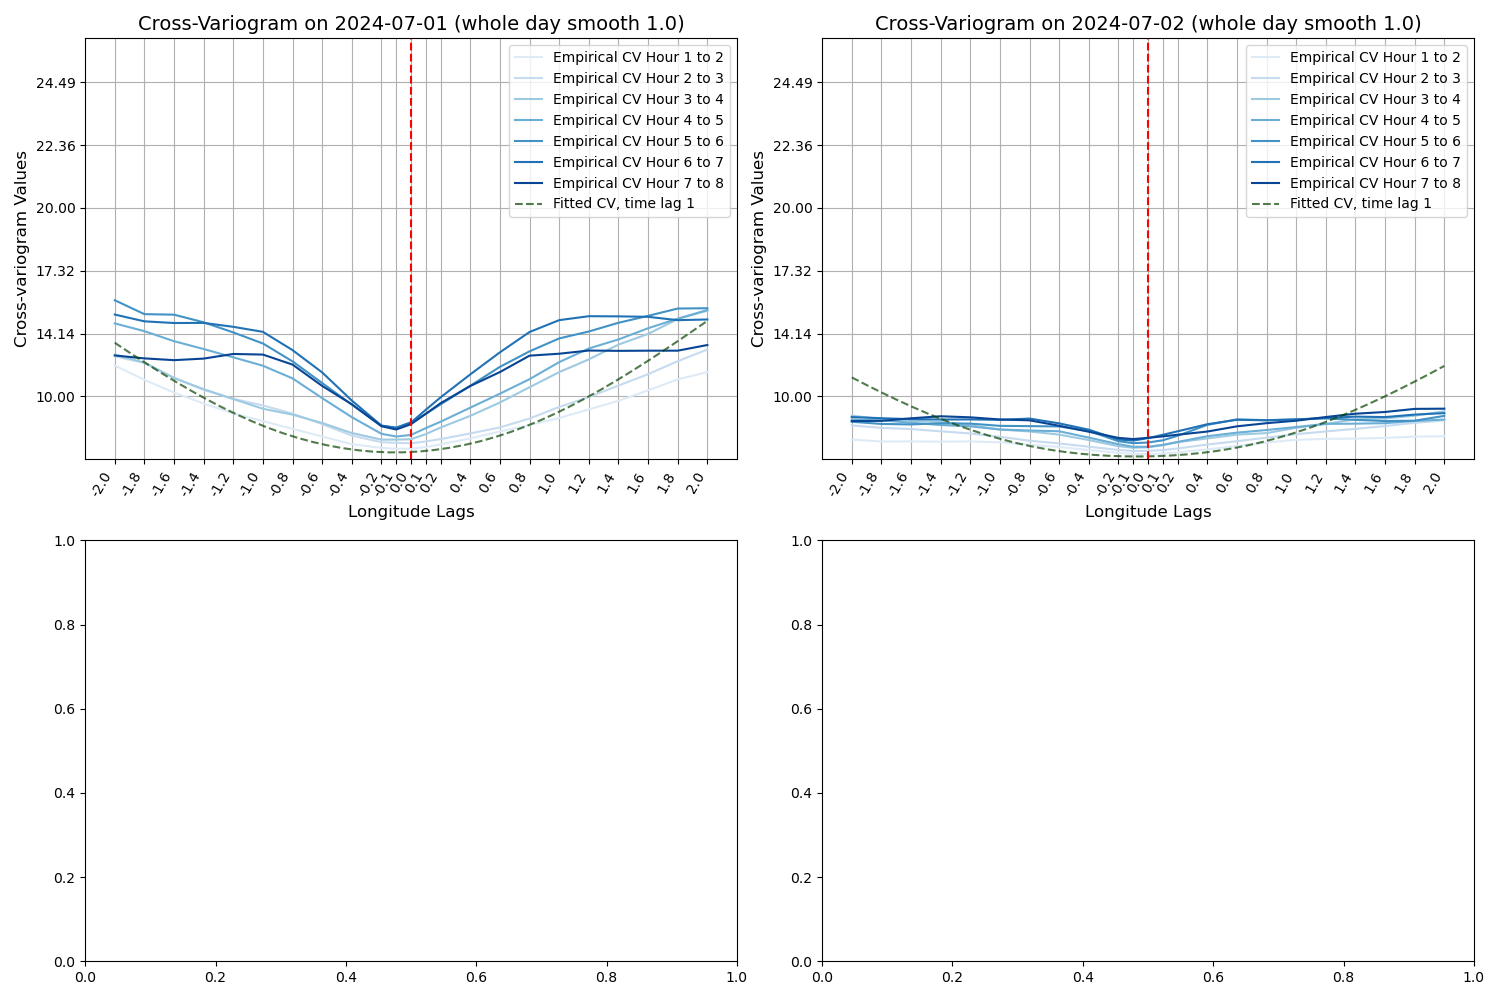 Cross-Variogram on 2024-07-01 (whole day smooth 1.0)
Cross-variogram Values
24.49
22.36
20.00
17.32
14.14
10.00
Empirical CV Hour 1 to 2
Empirical CV Hour 2 to 3
Empirical CV Hour 3 to 4
Empirical CV Hour 4 to 5
Empirical CV Hour 5 to 6
Empirical CV Hour 6 to 7
Empirical CV Hour 7 to 8
Fitted CV, time lag 1
-2.0 -1.8 -1.6 -1.4 -1.2 -1.0 -0.8 -0.6 -0.4 -0.2 -0.1 0.0 0.1 0.2 0.4 0.6 0.8 1.0 1.2 1.4 1.6 1.8 2.0
Longitude Lags
Cross-Variogram on 2024-07-02 (whole day smooth 1.0)
Cross-variogram Values
24.49
22.36
20.00
17.32
14.14
10.00
Empirical CV Hour 1 to 2
Empirical CV Hour 2 to 3
Empirical CV Hour 3 to 4
Empirical CV Hour 4 to 5
Empirical CV Hour 5 to 6
Empirical CV Hour 6 to 7
Empirical CV Hour 7 to 8
Fitted CV, time lag 1
-2.0 -1.8 -1.6 -1.4 -1.2 -1.0 -0.8 -0.6 -0.4 -0.2 -0.1 0.0 0.1 0.2 0.4 0.6 0.8 1.0 1.2 1.4 1.6 1.8 2.0
Longitude Lags
1.0
0.8
0.6
0.4
0.2
0.0
0.0 0.2 0.4 0.6 0.8 1.0
1.0
0.8
0.6
0.4
0.2
0.0
0.0 0.2 0.4 0.6 0.8 1.0